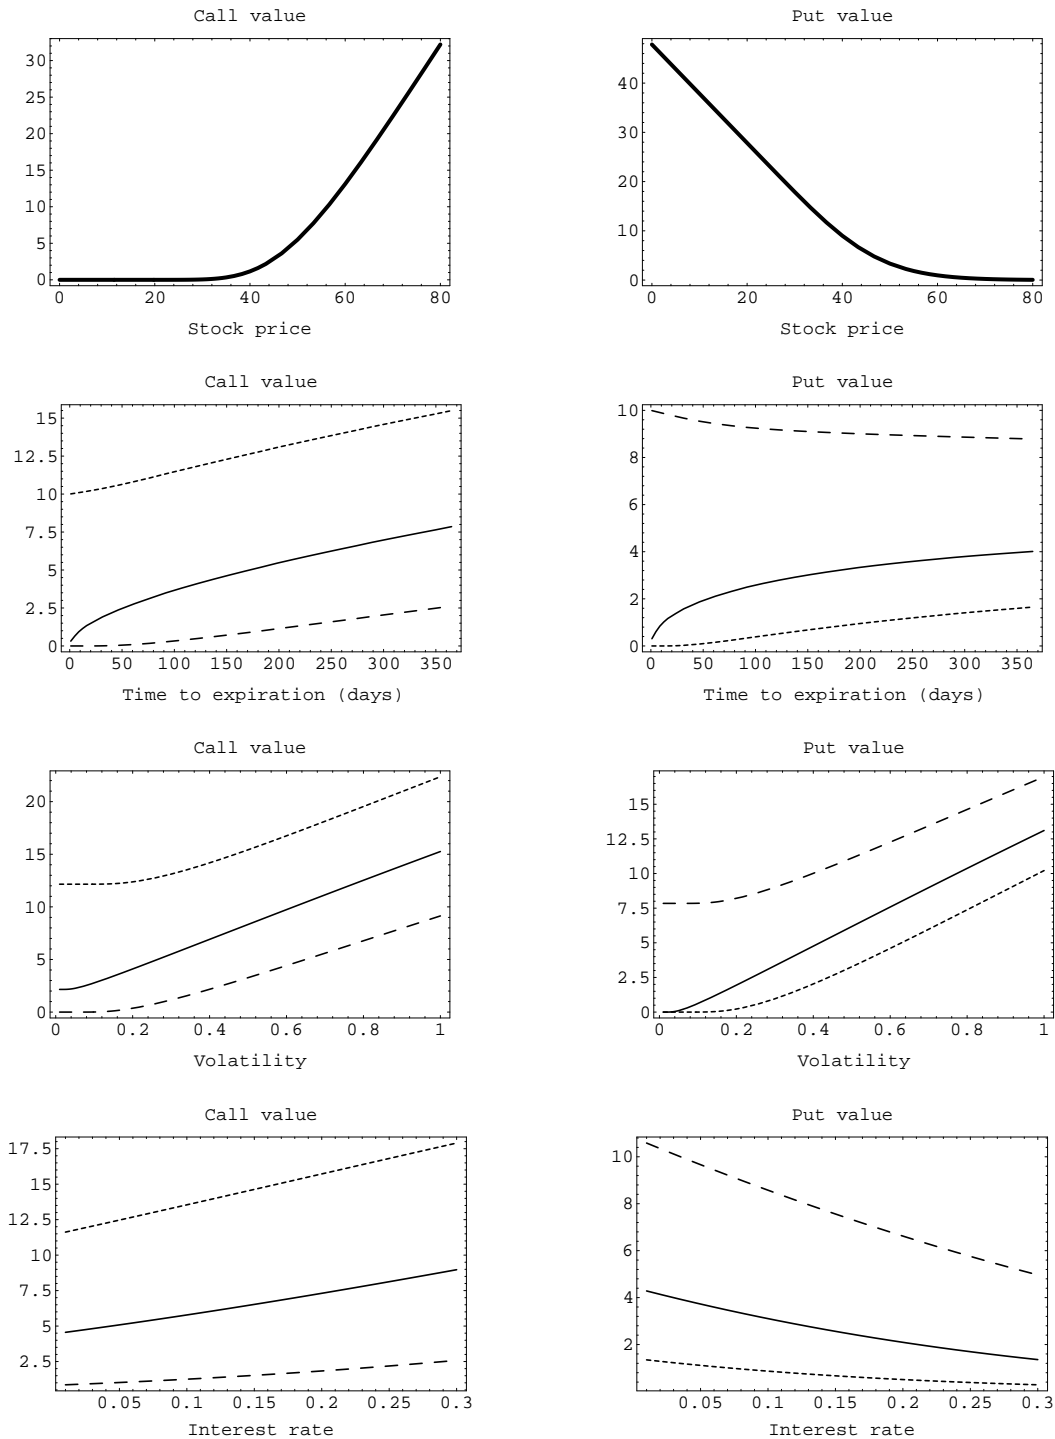 Call value
30
25
20
15
10
5
0
0 20 40 60 80
Stock price
Put value
40
30
20
10
0
0 20 40 60 80
Stock price
Call value
15
12.5
10
7.5
5
2.5
0
0 50 100 150 200 250 300 350
Time to expiration (days)
Put value
10
8
6
4
2
0
0 50 100 150 200 250 300 350
Time to expiration (days)
Call value
20
15
10
5
0
0 0.2 0.4 0.6 0.8 1
Volatility
Put value
15
12.5
10
7.5
5
2.5
0
0 0.2 0.4 0.6 0.8 1
Volatility
Call value
17.5
15
12.5
10
7.5
5
2.5
0.05 0.1 0.15 0.2 0.25 0.3
Interest rate
Put value
10
8
6
4
2
0.05 0.1 0.15 0.2 0.25 0.3
Interest rate